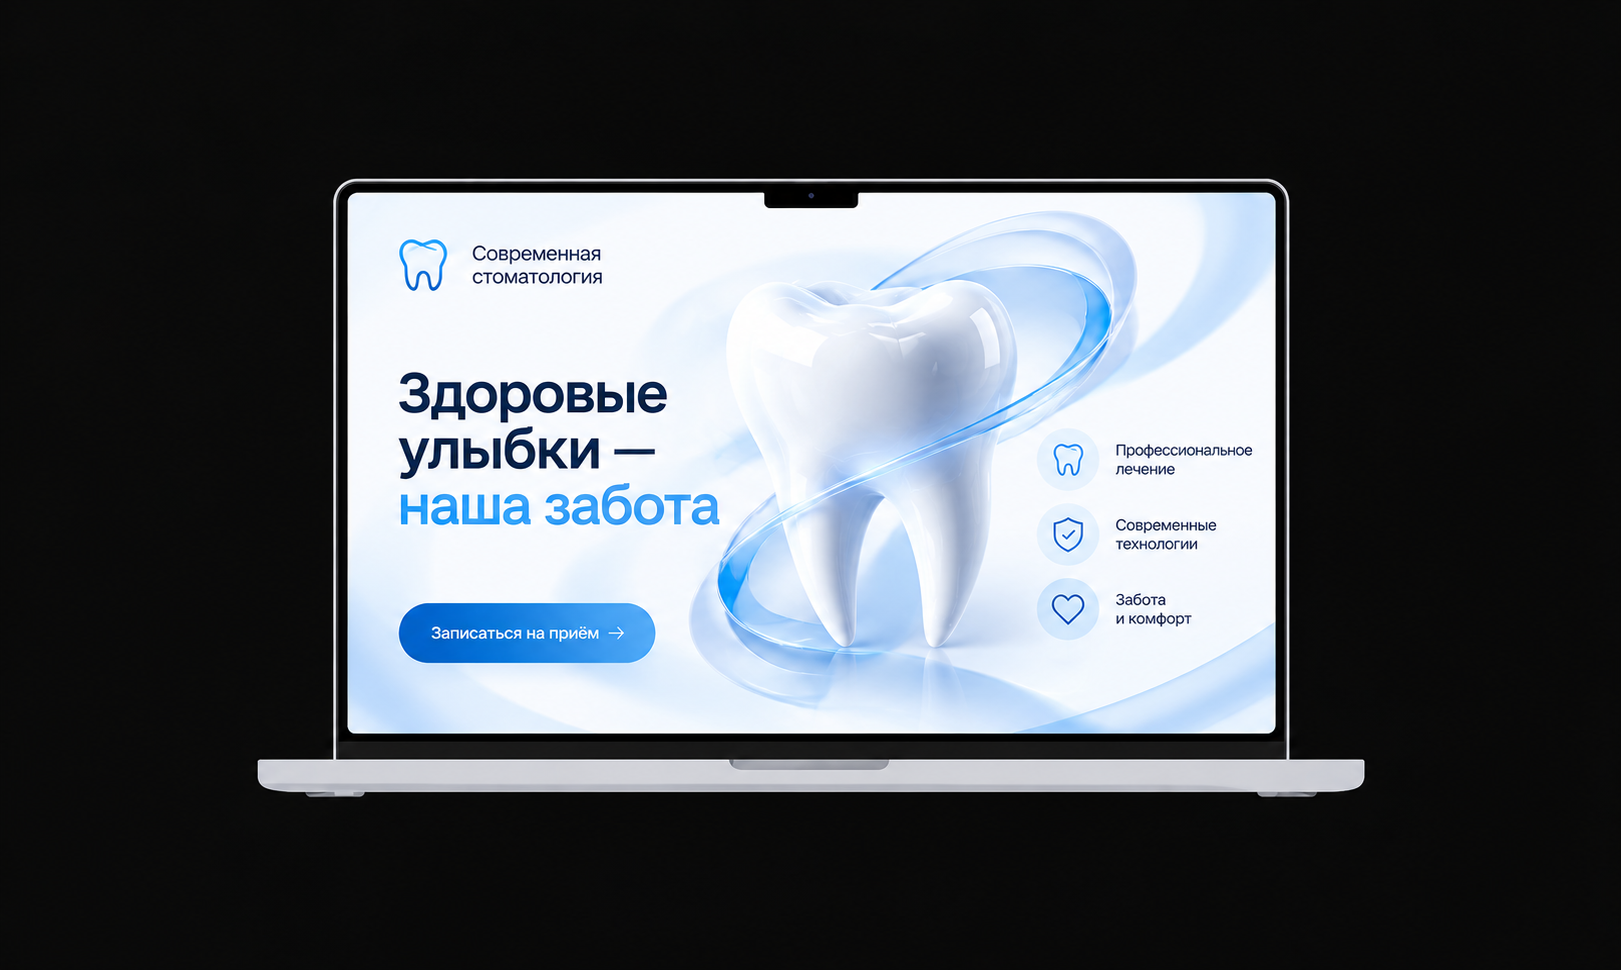 Современная
стоматология
Здоровые
улыбки —
наша забота
Записаться на приём →
Профессиональное
лечение
Современные
технологии
Забота
и комфорт